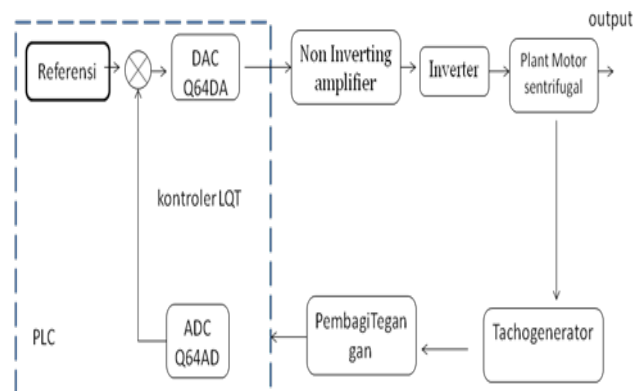 output
Referensi
DAC
Q64DA
Non Inverting
amplifier
Inverter
Plant Motor
sentrifugal
kontroler LQT
PLC
ADC
Q64AD
PembagiTegan
gan
Tachogenerator